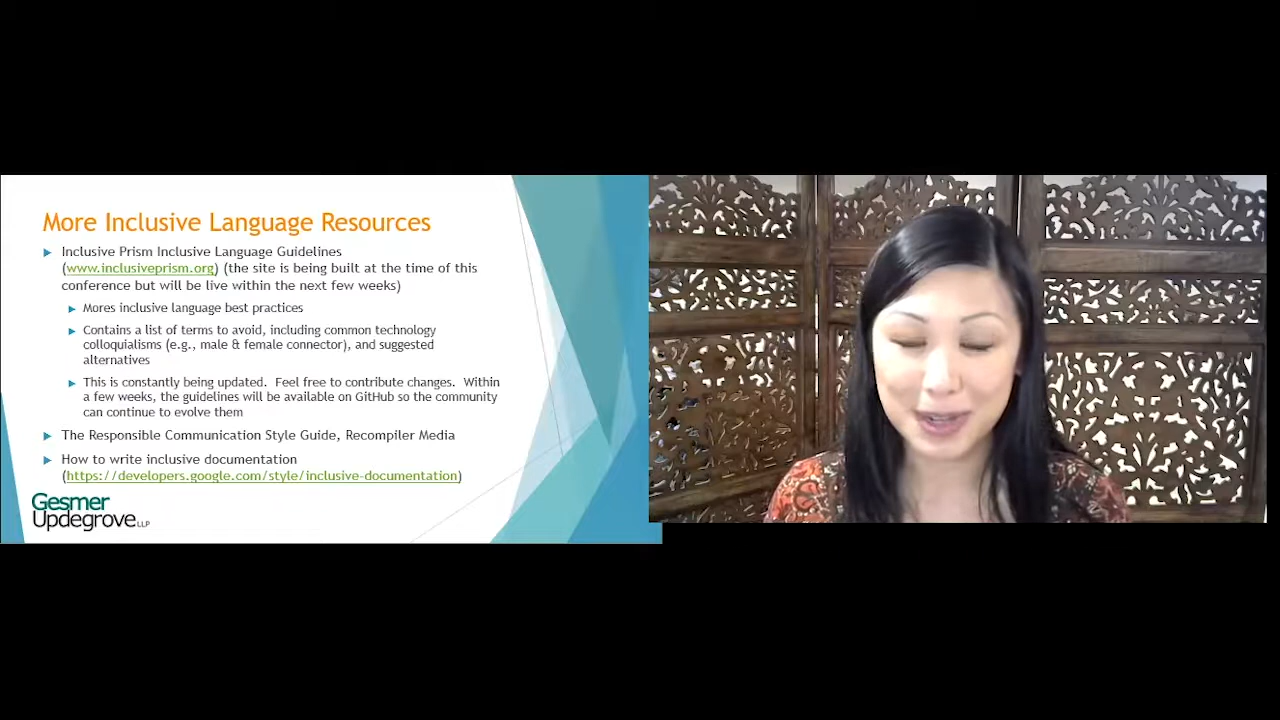 More Inclusive Language Resources
Inclusive Prism Inclusive Language Guidelines
(www.inclusiveprism.org) (the site is being built at the time of this
conference but will be live within the next few weeks)
Mores inclusive language best practices
Contains a list of terms to avoid, including common technology
colloquialisms (e.g., male & female connector), and suggested
alternatives
This is constantly being updated. Feel free to contribute changes. Within
a few weeks, the guidelines will be available on GitHub so the community
can continue to evolve them
The Responsible Communication Style Guide, Recompiler Media
How to write inclusive documentation
(https://developers.google.com/style/inclusive-documentation)
Gesmer
Updegrove LLP